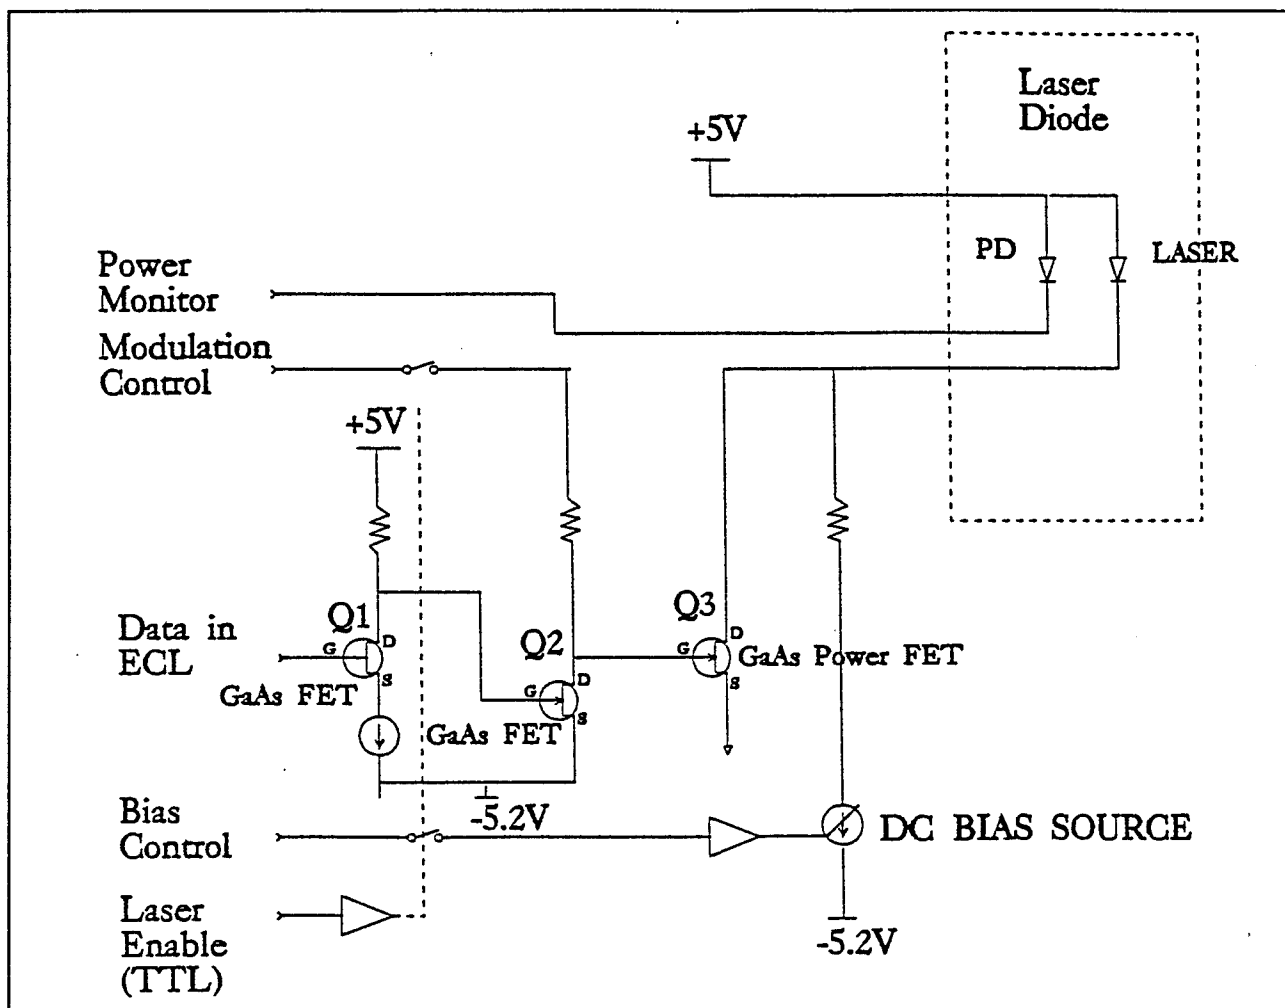 Laser
Diode
+5V
PD
LASER
Power
Monitor
Modulation
Control
+5V
Q1
D
G
S
Data in
ECL
GaAs FET
Q2
D
G
S
GaAs FET
Q3
D
G
S
GaAs Power FET
-5.2V
Bias
Control
DC BIAS SOURCE
Laser
Enable
(TTL)
-5.2V